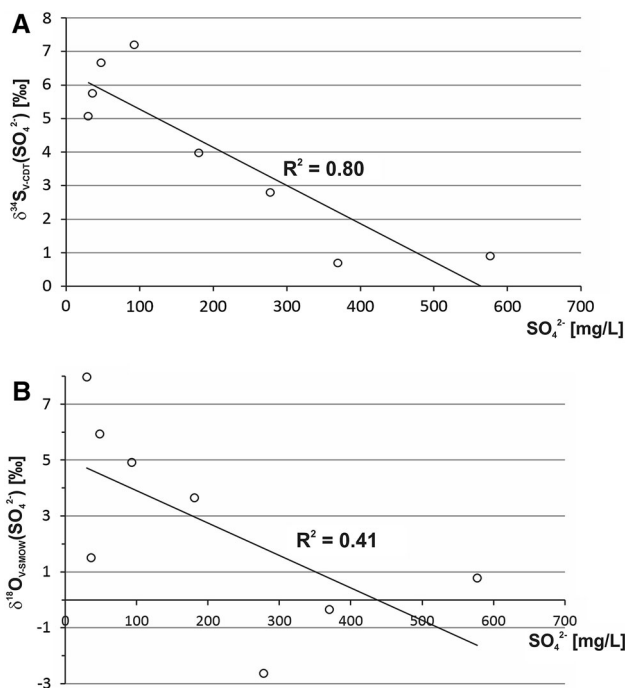 A
8
7
6
5
4
3
2
1
0
δ³⁴S_V-CDT(SO₄²⁻) [‰]
R² = 0.80
0 100 200 300 400 500 600 700
SO₄²⁻ [mg/L]
B
7
5
3
1
-1
-3
δ¹⁸O_V-SMOW(SO₄²⁻) [‰]
R² = 0.41
0 100 200 300 400 500 600 700
SO₄²⁻ [mg/L]